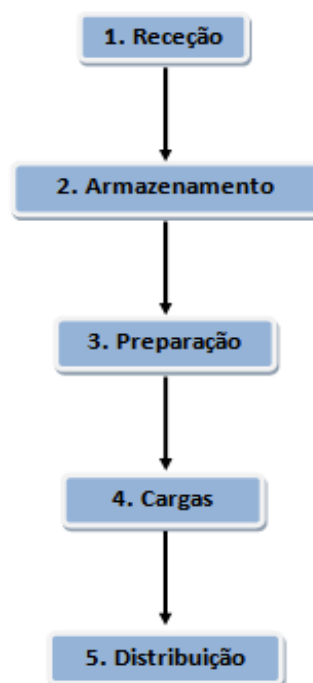 1. Receção
2. Armazenamento
3. Preparação
4. Cargas
5. Distribuição